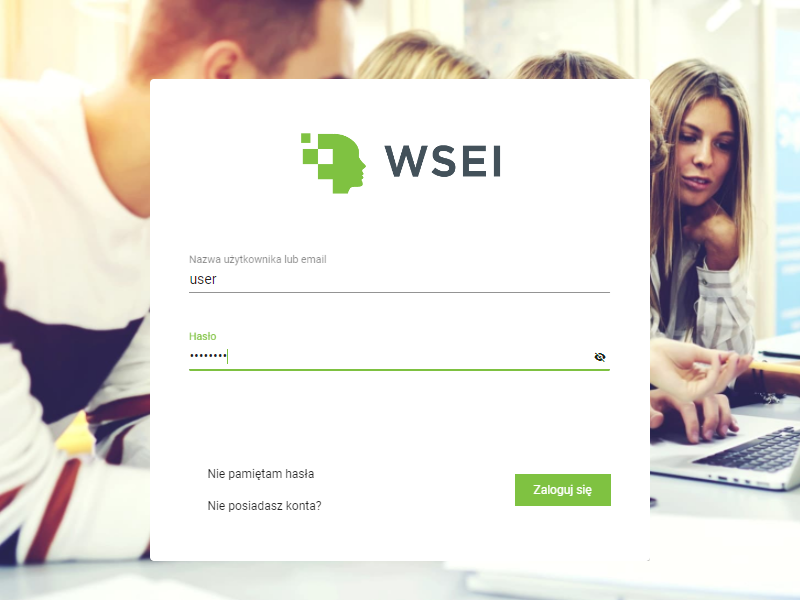 WSEI
Nazwa użytkownika lub email
user
Hasło
••••••••
Nie pamiętam hasła
Zaloguj się
Nie posiadasz konta?